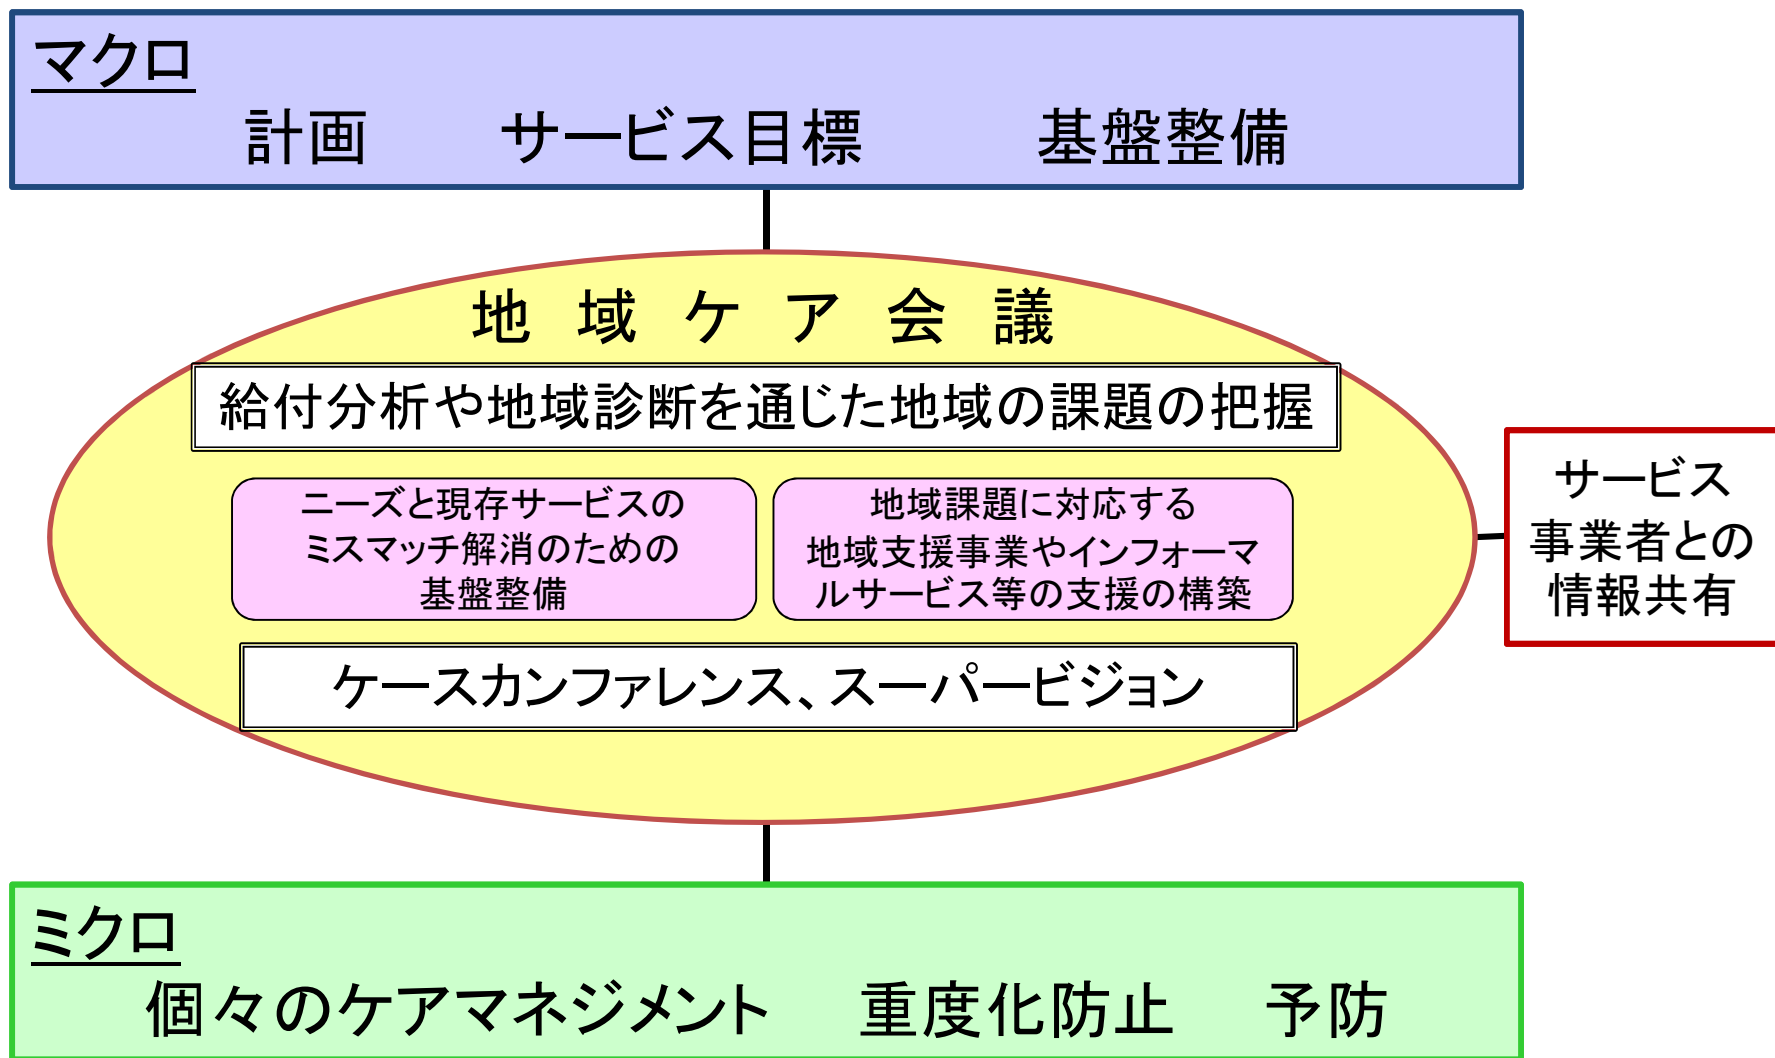 マクロ
計画 サービス目標 基盤整備
地 域 ケ ア 会 議
給付分析や地域診断を通じた地域の課題の把握
ニーズと現存サービスの
ミスマッチ解消のための
基盤整備
地域課題に対応する
地域支援事業やインフォーマ
ルサービス等の支援の構築
ケースカンファレンス、スーパービジョン
サービス
事業者との
情報共有
ミクロ
個々のケアマネジメント 重度化防止 予防